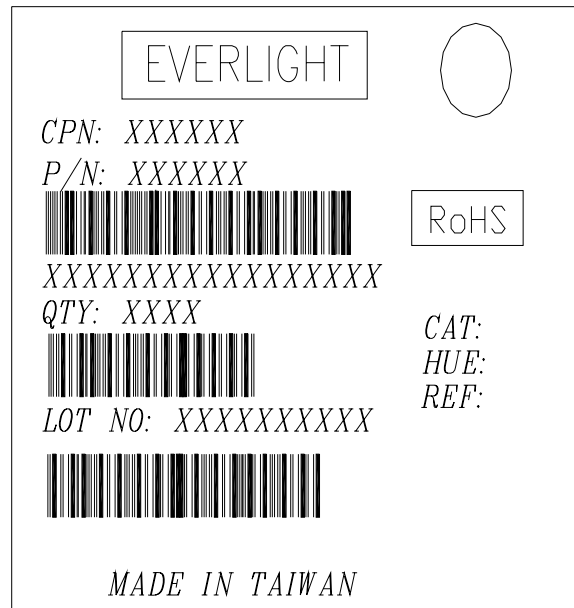 EVERLIGHT
CPN: XXXXXX
P/N: XXXXXX
RoHS
XXXXXXXXXXXXXXXXX
QTY: XXXX
CAT:
HUE:
REF:
LOT NO: XXXXXXXXXX
MADE IN TAIWAN